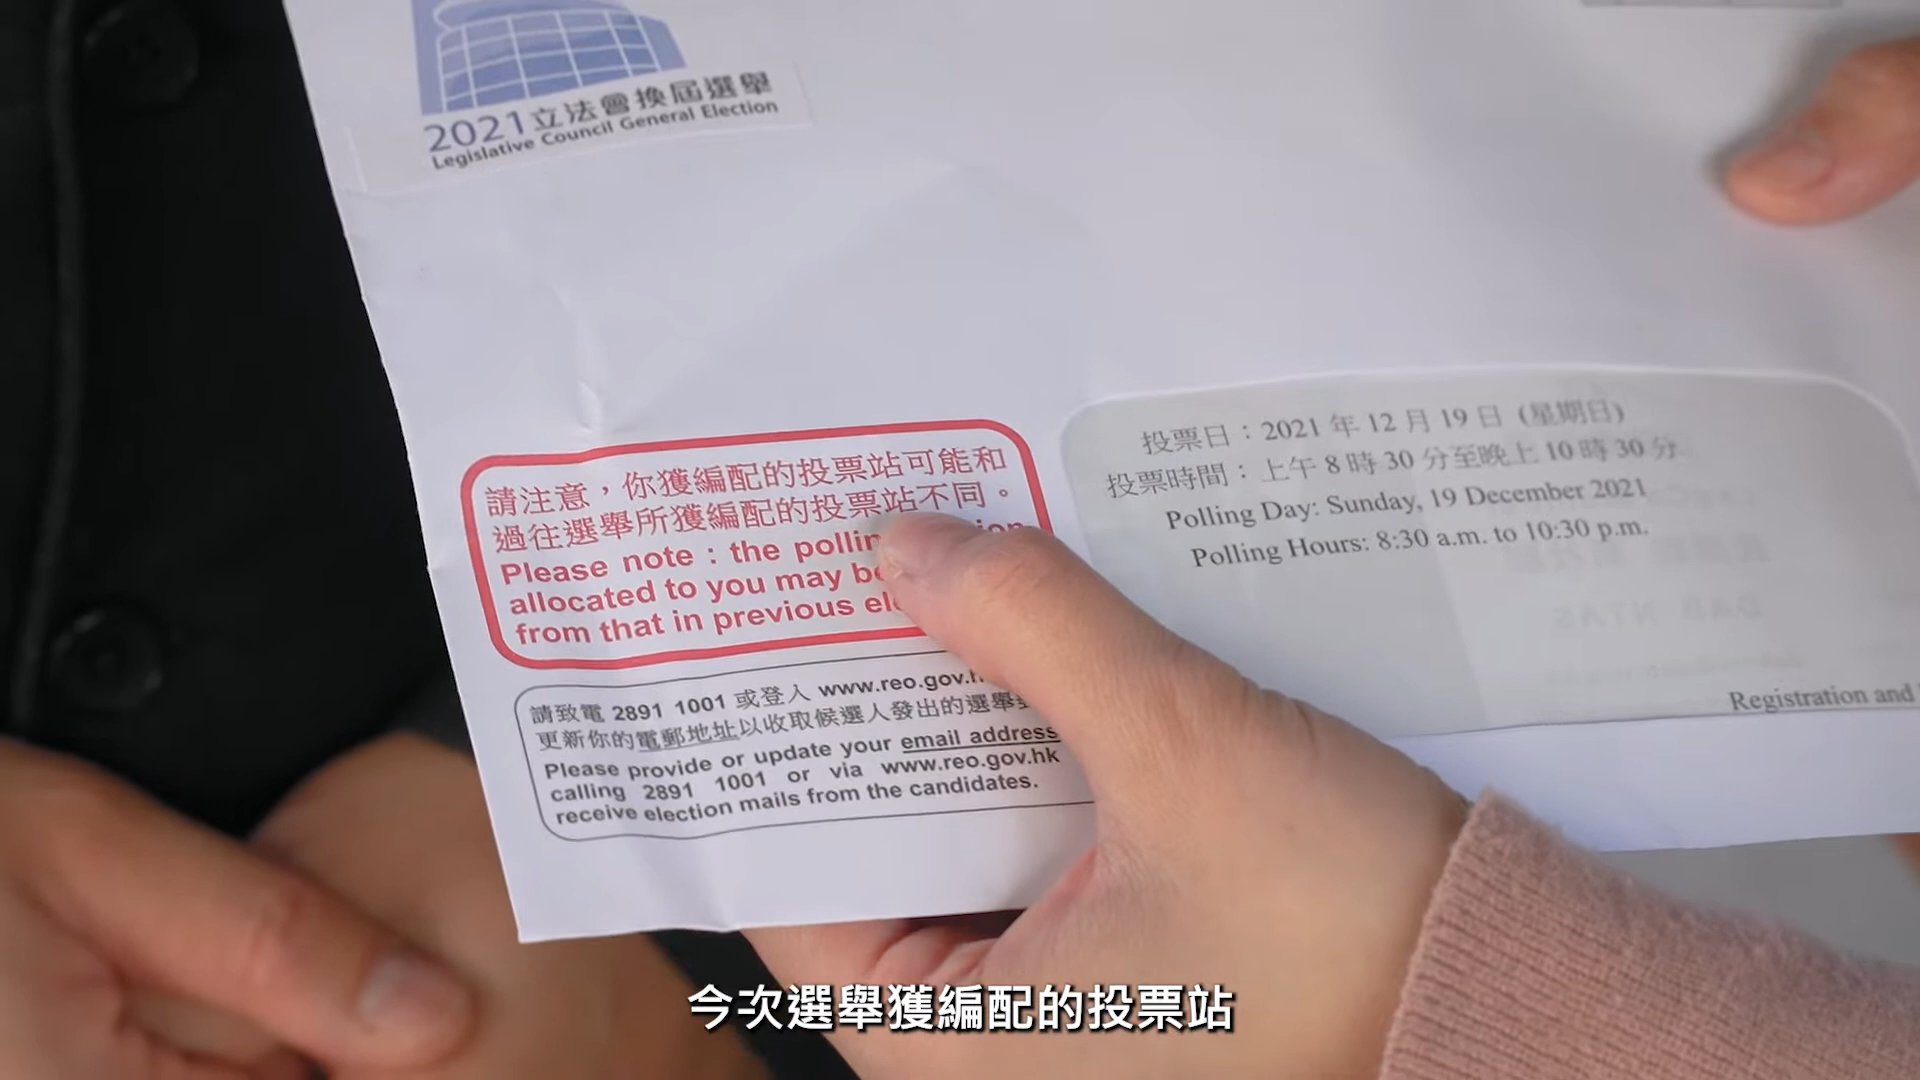 2021立法會換屆選舉
Legislative Council General Election
請注意，你獲編配的投票站可能和
過往選舉所獲編配的投票站不同。
Please note : the
allocated to you may
from that in previous
請致電 2891 1001 或登入 www.reo.gov.
更新你的電郵地址以收取候選人發出的選舉
Please provide or update your email address
calling 2891 1001 or via www.reo.gov.hk
receive election mails from the candidates.
投票日：2021 年 12 月 19 日 (星期日)
投票時間：上午 8 時 30 分至晚上 10 時 30 分
Polling Day: Sunday, 19 December 2021
Polling Hours: 8:30 a.m. to 10:30 p.m.
Registration and
今次選舉獲編配的投票站